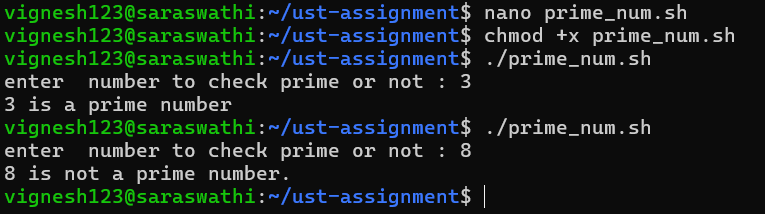 vignesh123@saraswathi:~/ust-assignment$ nano prime_num.sh
vignesh123@saraswathi:~/ust-assignment$ chmod +x prime_num.sh
vignesh123@saraswathi:~/ust-assignment$ ./prime_num.sh
enter  number to check prime or not : 3
3 is a prime number
vignesh123@saraswathi:~/ust-assignment$ ./prime_num.sh
enter  number to check prime or not : 8
8 is not a prime number.
vignesh123@saraswathi:~/ust-assignment$